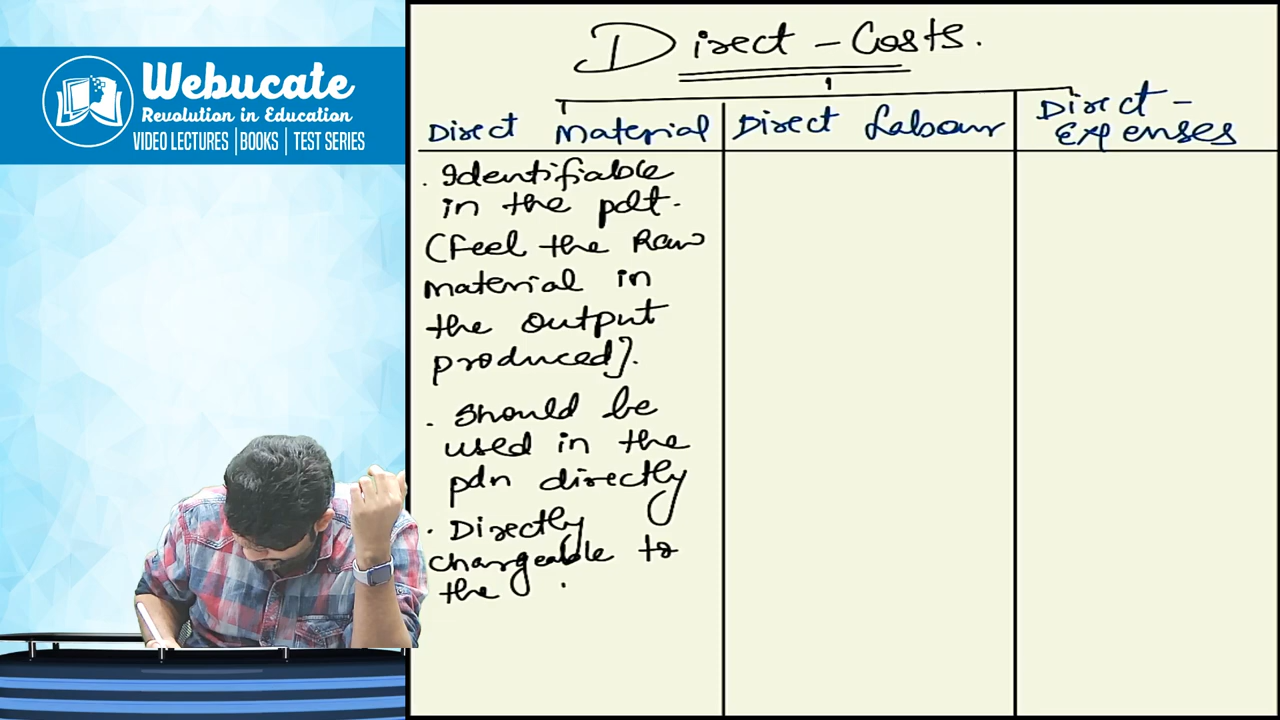 Webucate
Revolution in Education
VIDEO LECTURES | BOOKS | TEST SERIES
Direct - Costs.
Direct Material
Direct Labour
Direct -
Expenses
. Identifiable
in the pdt.
(Feel the Raw
material in
the output
produced].
. Should be
used in the
pdn directly
. Directly
chargeable to
the